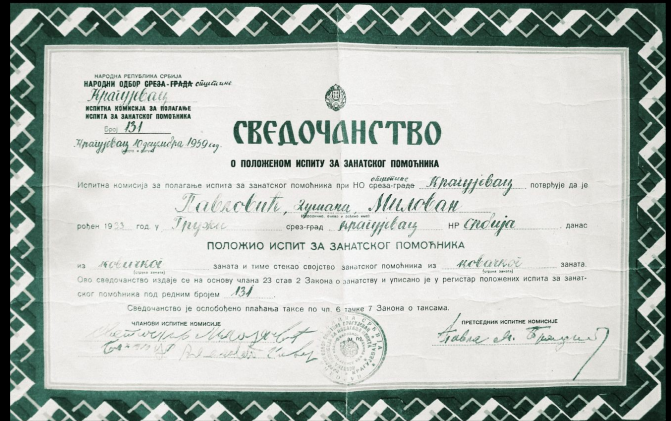 НАРОДНА РЕПУБЛИКА СРБИЈА
НАРОДНИ ОДБОР СРЕЗА-ГРАДА општине
Крагујевац
ИСПИТНА КОМИСИЈА ЗА ПОЛАГАЊЕ
ИСПИТА ЗА ЗАНАТСКОГ ПОМОЋНИКА
Број 131
Крагујевац 10 децембра 1959 год.
СВЕДОЧАНСТВО
О ПОЛОЖЕНОМ ИСПИТУ ЗА ЗАНАТСКОГ ПОМОЋНИКА
општине
Испитна комисија за полагање испита за занатског помоћника при НО среза-граде Крагујевац потврђује да је
Милован
рођен 1933 год. у Гружи срез-град Крагујевац НР Србија, данас
ПОЛОЖИО ИСПИТ ЗА ЗАНАТСКОГ ПОМОЋНИКА
из ковачког заната и тиме стекао својство занатског помоћника из ковачког заната.
(струка заната) (грана заната)
Ово сведочанство издаје се на основу члана 23 став 2 Закона о занатству и уписано је у регистар положених испита за занат-
ског помоћника под редним бројем 131.
Сведочанство је ослобођено плаћања таксе по чл. 6 тачке 7 Закона о таксама.
ЧЛАНОВИ ИСПИТНЕ КОМИСИЈЕ
ПРЕТСЕДНИК ИСПИТНЕ КОМИСИЈЕ